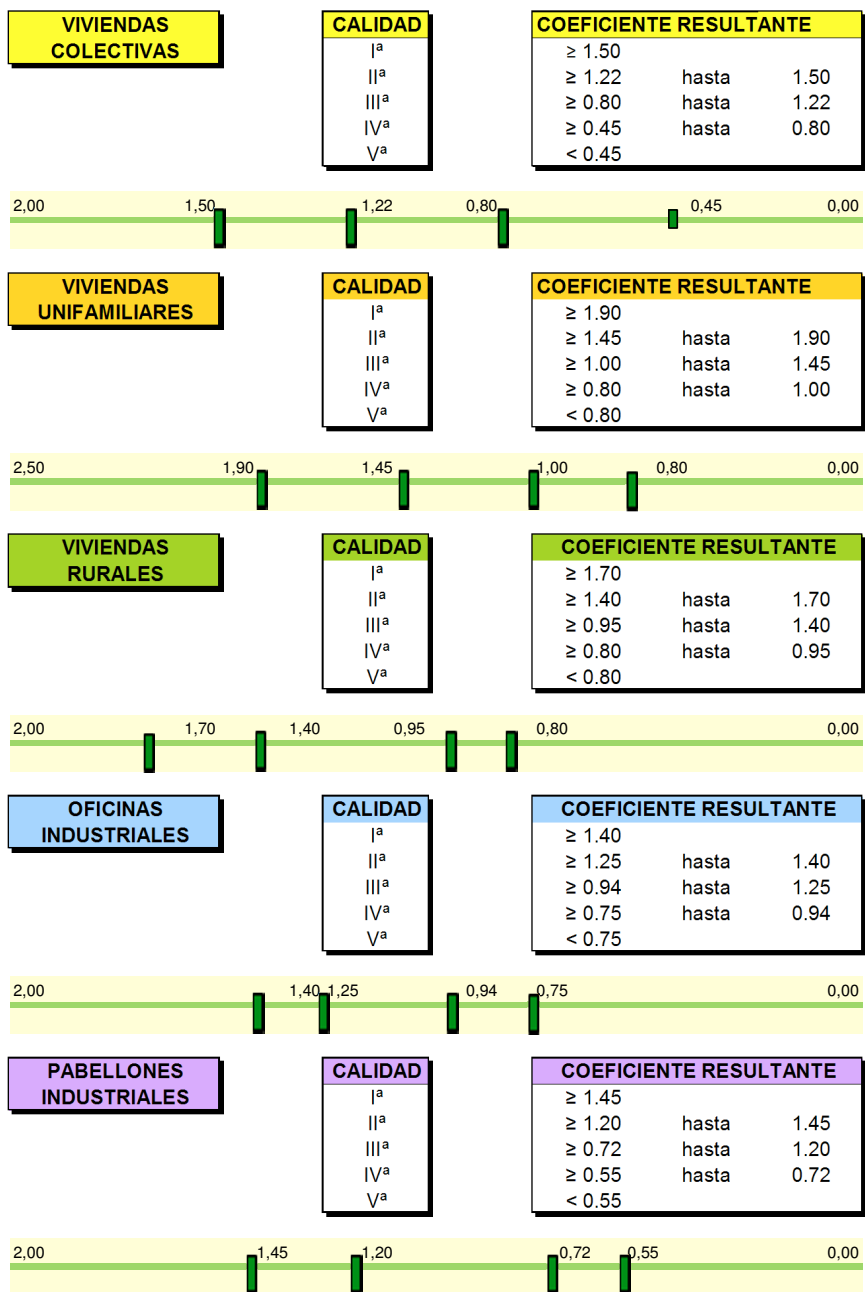 VIVIENDAS COLECTIVAS CALIDAD COEFICIENTE RESULTANTE
Iª ≥ 1.50
IIª ≥ 1.22 hasta 1.50
IIIª ≥ 0.80 hasta 1.22
IVª ≥ 0.45 hasta 0.80
Vª < 0.45
2,00 1,50 1,22 0,80 0,45 0,00
VIVIENDAS UNIFAMILIARES CALIDAD COEFICIENTE RESULTANTE
Iª ≥ 1.90
IIª ≥ 1.45 hasta 1.90
IIIª ≥ 1.00 hasta 1.45
IVª ≥ 0.80 hasta 1.00
Vª < 0.80
2,50 1,90 1,45 1,00 0,80 0,00
VIVIENDAS RURALES CALIDAD COEFICIENTE RESULTANTE
Iª ≥ 1.70
IIª ≥ 1.40 hasta 1.70
IIIª ≥ 0.95 hasta 1.40
IVª ≥ 0.80 hasta 0.95
Vª < 0.80
2,00 1,70 1,40 0,95 0,80 0,00
OFICINAS INDUSTRIALES CALIDAD COEFICIENTE RESULTANTE
Iª ≥ 1.40
IIª ≥ 1.25 hasta 1.40
IIIª ≥ 0.94 hasta 1.25
IVª ≥ 0.75 hasta 0.94
Vª < 0.75
2,00 1,40 1,25 0,94 0,75 0,00
PABELLONES INDUSTRIALES CALIDAD COEFICIENTE RESULTANTE
Iª ≥ 1.45
IIª ≥ 1.20 hasta 1.45
IIIª ≥ 0.72 hasta 1.20
IVª ≥ 0.55 hasta 0.72
Vª < 0.55
2,00 1,45 1,20 0,72 0,55 0,00